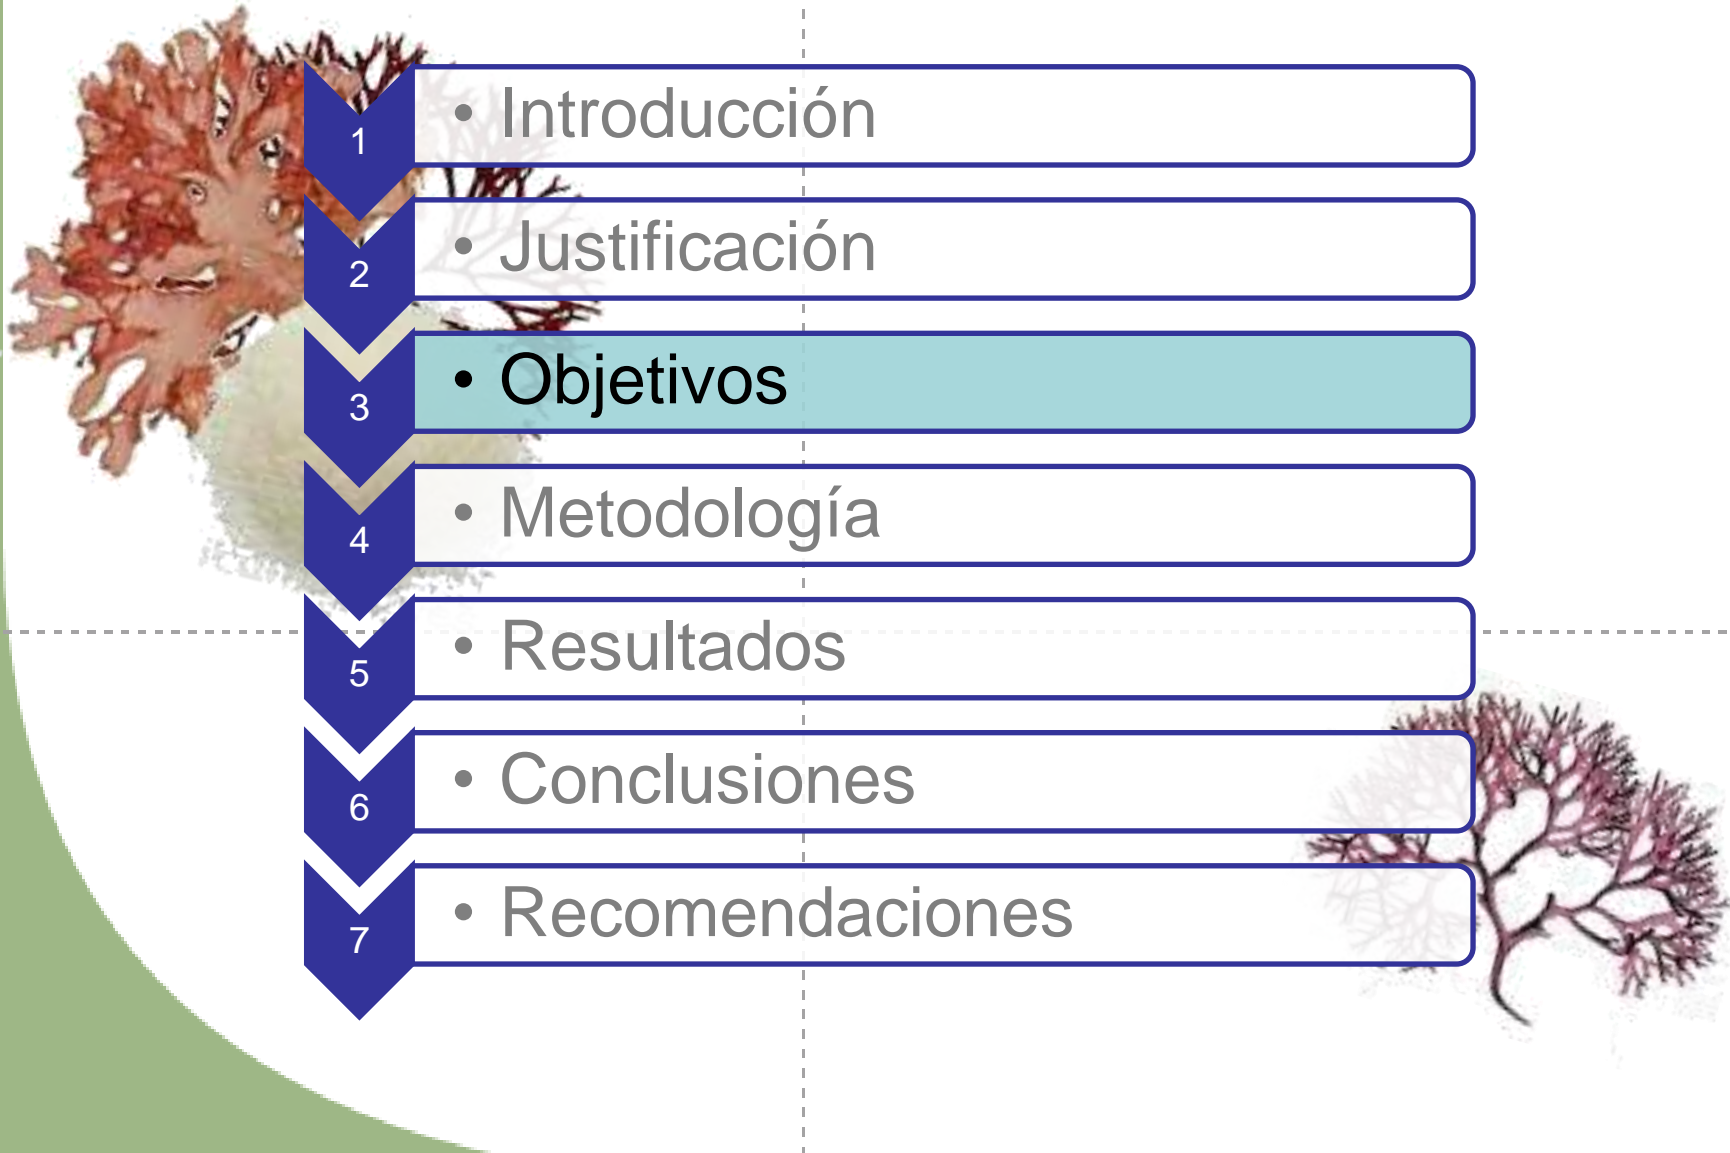 1
• Introducción
2
• Justificación
3
• Objetivos
4
• Metodología
5
• Resultados
6
• Conclusiones
7
• Recomendaciones